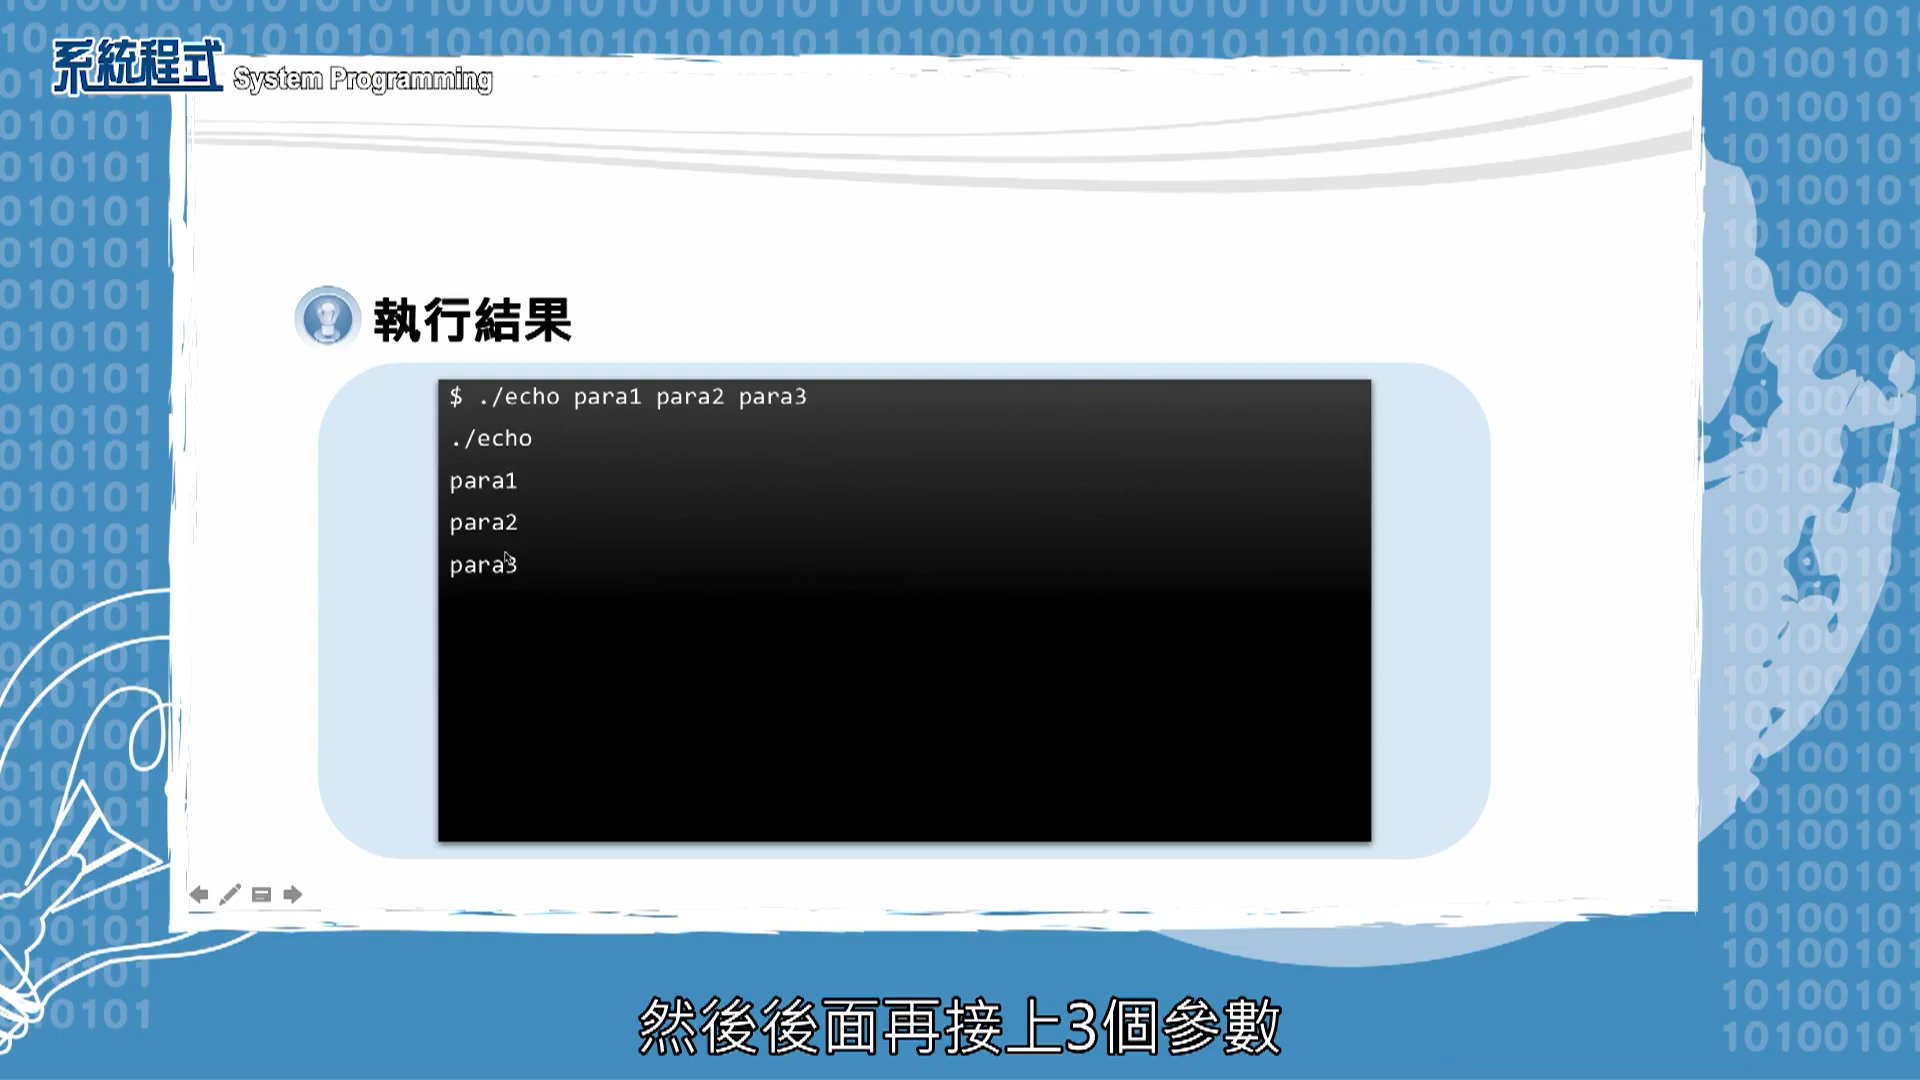 系統程式 System Programming
執行結果
$ ./echo para1 para2 para3
./echo
para1
para2
para3
然後後面再接上3個參數